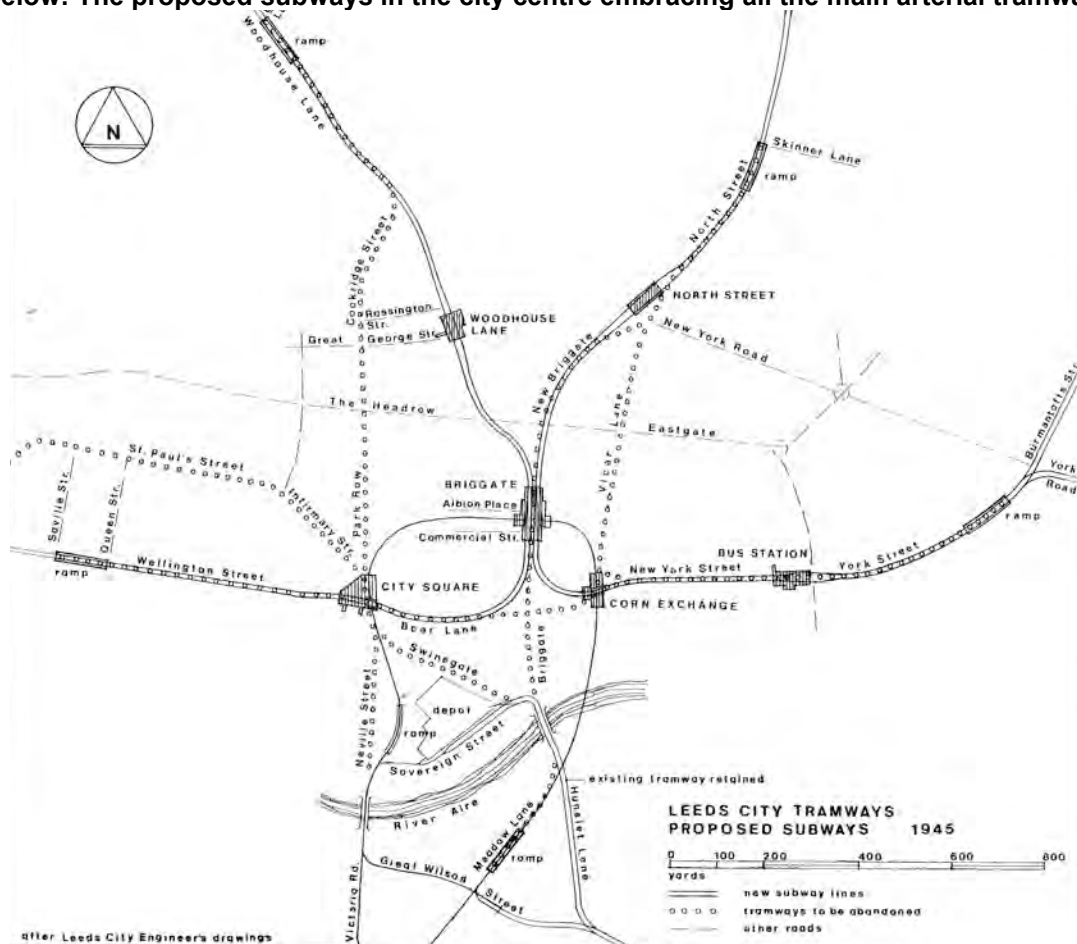 elow: The proposed subways in the city centre embracing all the main arterial tramwa
ramp
Woodhouse Lane
N
Skinner Lane
ramp
North Street
Cookridge Street
NORTH STREET
Rossington
Str.
Great George Str.
WOODHOUSE
LANE
New York Road
New Briggate
The Headrow
Vicar Lane
Eastgate
Burmantofts Str.
York
Road
St. Paul's Street
Saville Str.
Queen Str.
Infirmary Str.
Park Row
BRIGGATE
Albion Place
Commercial Str.
ramp
BUS STATION
York Street
New York Street
ramp
Wellington Street
CITY SQUARE
CORN EXCHANGE
Boar Lane
Swinegate
Briggate
Neville Street
depot
ramp
Sovereign Street
River Aire
existing tramway retained
Hunslet Lane
Meadow Lane
ramp
Great Wilson
Street
Victoria Rd.
LEEDS CITY TRAMWAYS
PROPOSED SUBWAYS 1945
0 100 200 400 600 800
yards
new subway lines
tramways to be abandoned
other roads
after Leeds City Engineer's drawings